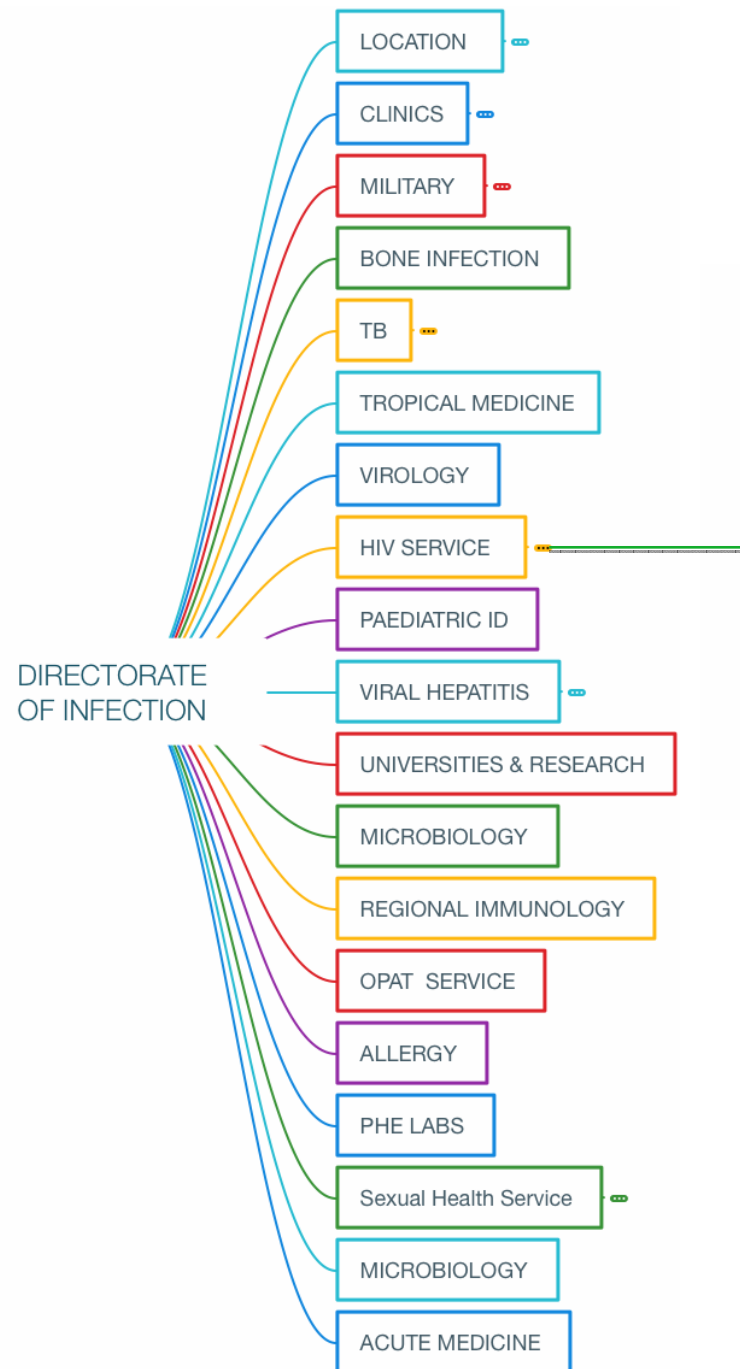 LOCATION
CLINICS
MILITARY
BONE INFECTION
TB
TROPICAL MEDICINE
VIROLOGY
HIV SERVICE
PAEDIATRIC ID
DIRECTORATE
OF INFECTION
VIRAL HEPATITIS
UNIVERSITIES & RESEARCH
MICROBIOLOGY
REGIONAL IMMUNOLOGY
OPAT  SERVICE
ALLERGY
PHE LABS
Sexual Health Service
MICROBIOLOGY
ACUTE MEDICINE